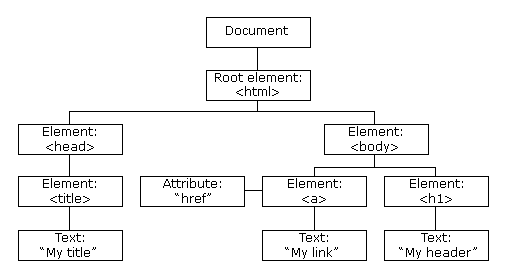 Document
Root element:
<html>
Element:
<head>
Element:
<body>
Element:
<title>
Attribute:
“href”
Element:
<a>
Element:
<h1>
Text:
“My title”
Text:
“My link”
Text:
“My header”